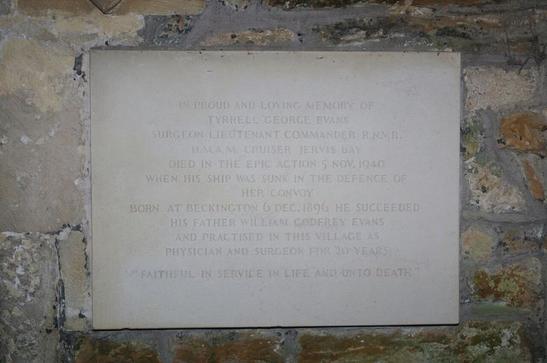 IN PROUD AND LOVING MEMORY OF
TYRRELL GEORGE EVANS
SURGEON LIEUTENANT COMMANDER R.N.V.R.
H.M.A.M. CRUISER JERVIS BAY
DIED IN THE EPIC ACTION 5 NOV. 1940
WHEN HIS SHIP WAS SUNK IN THE DEFENCE OF
HER CONVOY
BORN AT BECKINGTON 6 DEC. 1896 HE SUCCEEDED
HIS FATHER WILLIAM GODFREY EVANS
AND PRACTISED IN THIS VILLAGE AS
PHYSICIAN AND SURGEON FOR 20 YEARS
"FAITHFUL IN SERVICE IN LIFE AND UNTO DEATH"